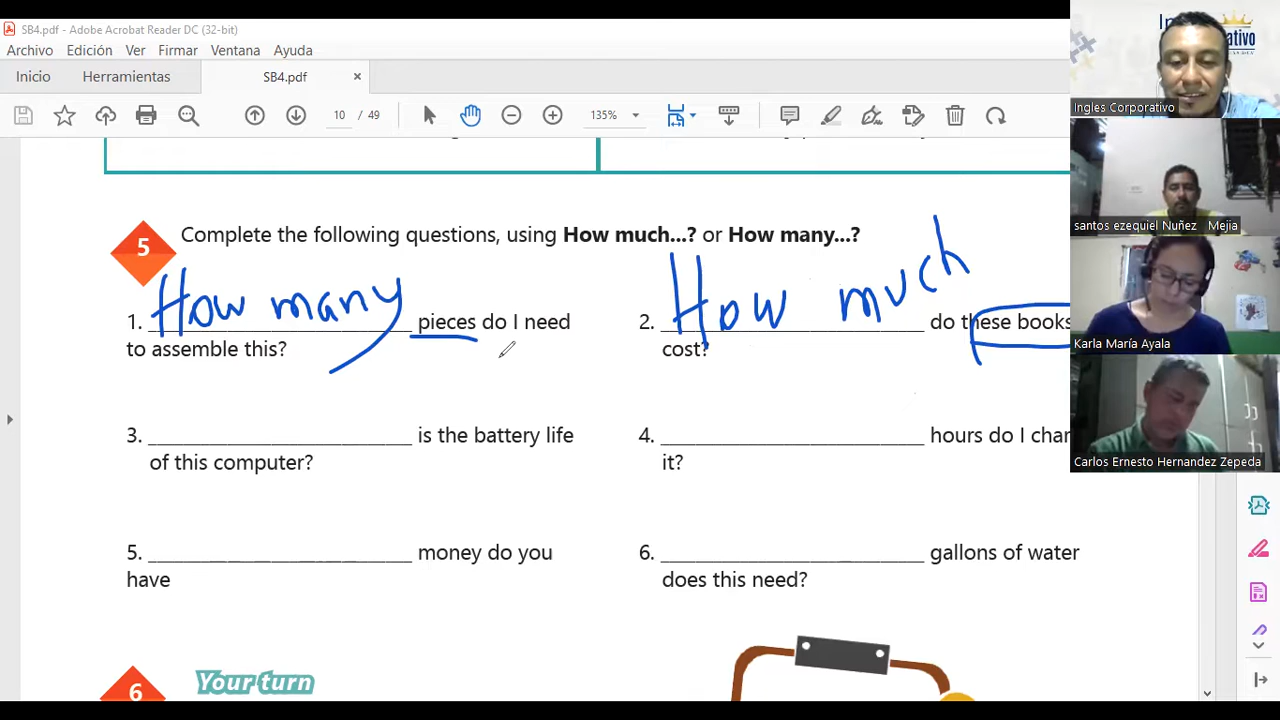 SB4.pdf - Adobe Acrobat Reader DC (32-bit)
Archivo Edición Ver Firmar Ventana Ayuda
Inicio Herramientas SB4.pdf ×
10 / 49 135%
5 Complete the following questions, using How much...? or How many...?
1. How many pieces do I need
to assemble this?
2. How much do these books
cost?
3. ______________________ is the battery life
of this computer?
4. ______________________ hours do I char
it?
5. ______________________ money do you
have
6. ______________________ gallons of water
does this need?
6 Your turn
Ingles Corporativo
santos ezequiel Nuñez Mejia
Karla María Ayala
Carlos Ernesto Hernandez Zepeda